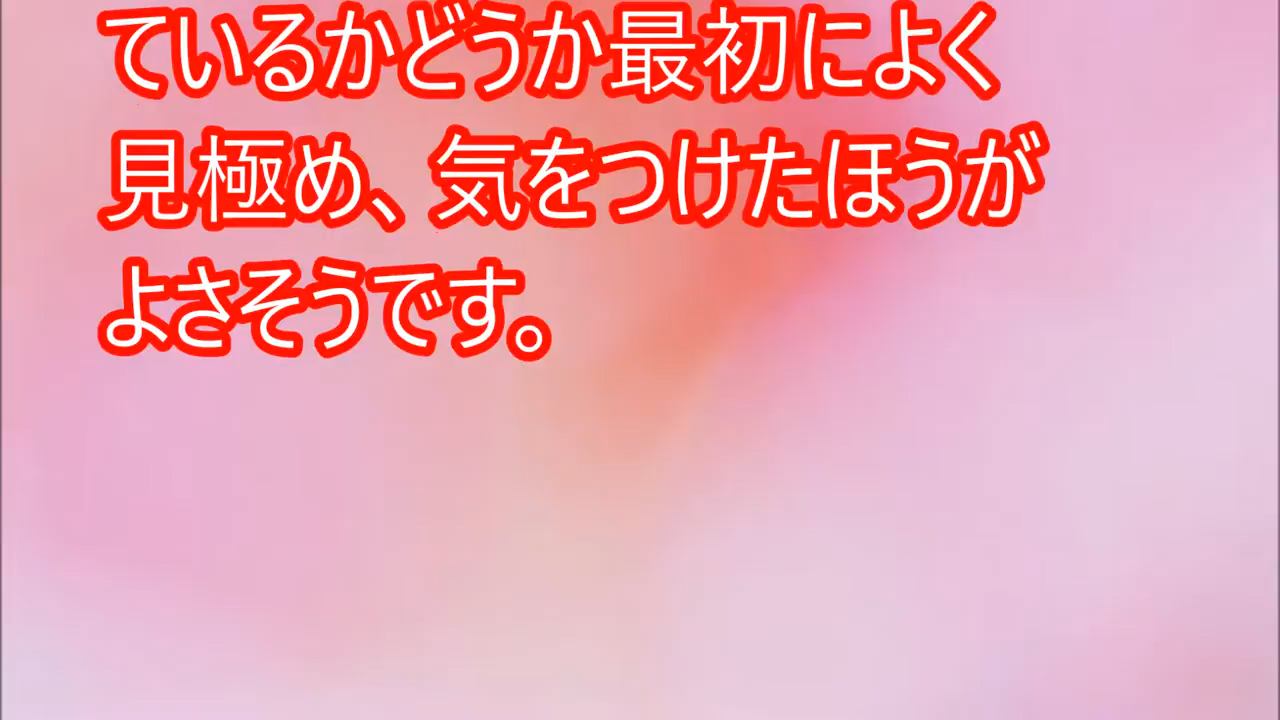 ているかどうか最初によく
見極め、気をつけたほうが
よさそうです。